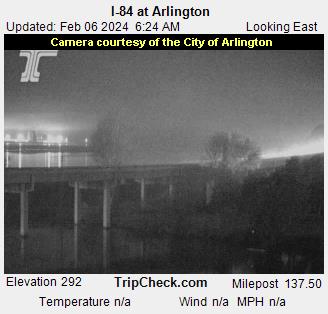 I-84 at Arlington
Updated: Feb 06 2024 6:24 AM Looking East
Camera courtesy of the City of Arlington
Elevation 292 TripCheck.com Milepost 137.50
Temperature n/a Wind n/a MPH n/a